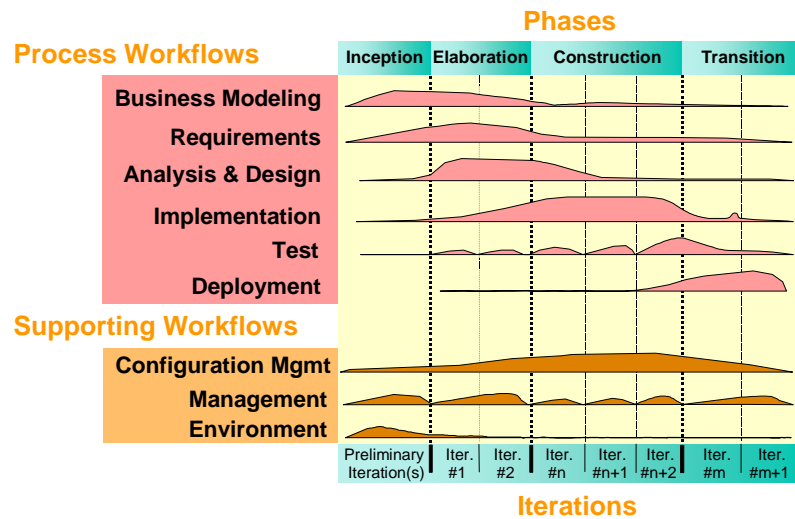 Phases
Process Workflows
Inception Elaboration Construction Transition
Business Modeling
Requirements
Analysis & Design
Implementation
Test
Deployment
Supporting Workflows
Configuration Mgmt
Management
Environment
Preliminary Iter. Iter. Iter. Iter. Iter. Iter. Iter.
Iteration(s) #1 #2 #n #n+1 #n+2 #m #m+1
Iterations